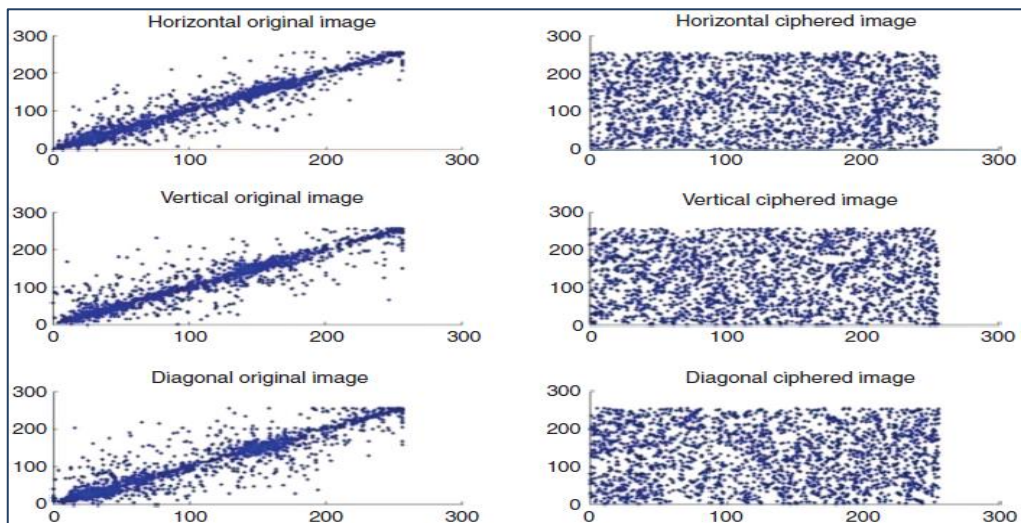 Horizontal original image
300
200
100
0
0 100 200 300
Horizontal ciphered image
300
200
100
0
0 100 200 300
Vertical original image
300
200
100
0
0 100 200 300
Vertical ciphered image
300
200
100
0
0 100 200 300
Diagonal original image
300
200
100
0
0 100 200 300
Diagonal ciphered image
300
200
100
0
0 100 200 300